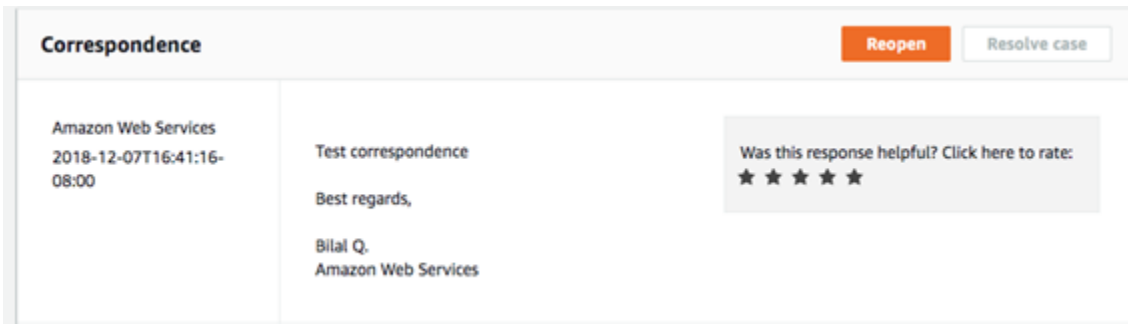 Correspondence
Reopen
Resolve case
Amazon Web Services
2018-12-07T16:41:16-
08:00
Test correspondence
Best regards,
Bilal Q.
Amazon Web Services
Was this response helpful? Click here to rate: